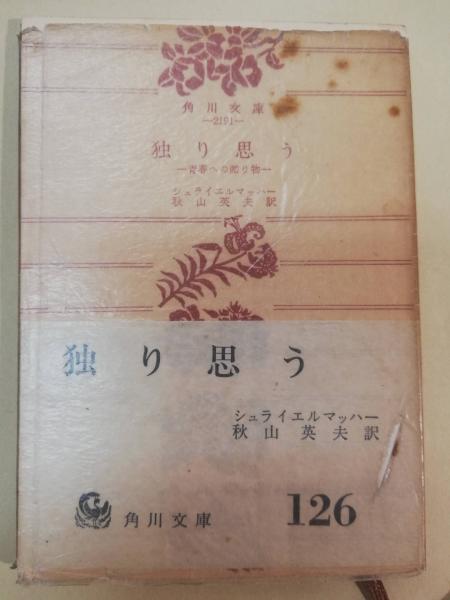 角川文庫
—2191—
独り思う
—青春への贈り物—
シュライエルマッハー
秋山英夫訳
独り思う
シュライエルマッハー
秋山英夫訳
角川文庫 126